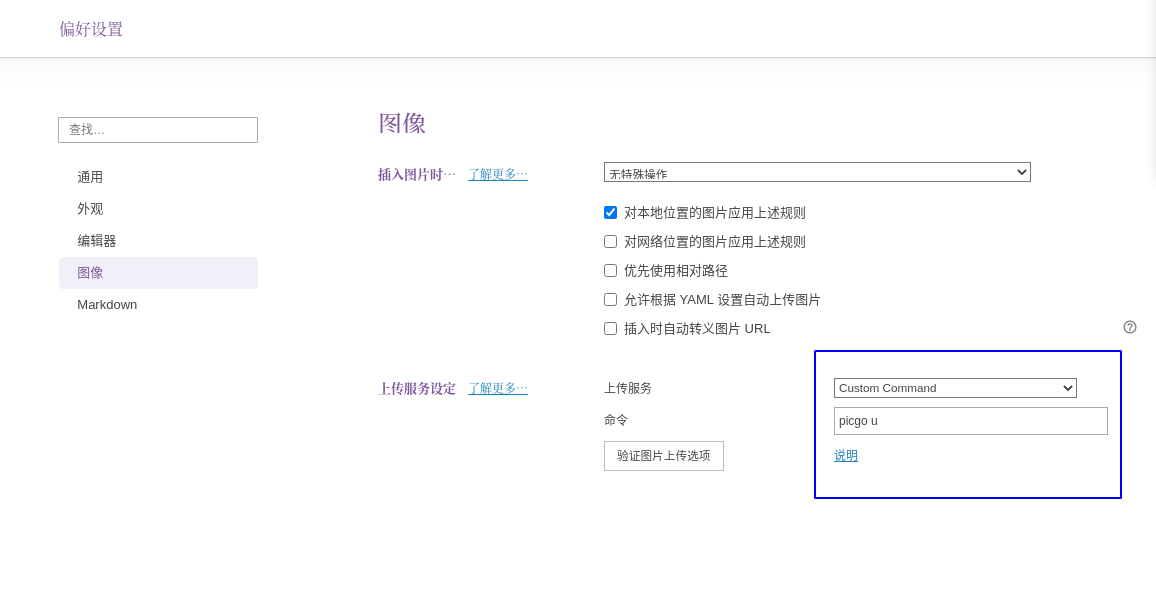 偏好设置
查找…
通用
外观
编辑器
图像
Markdown
图像
插入图片时… 了解更多…
无特殊操作
对本地位置的图片应用上述规则
对网络位置的图片应用上述规则
优先使用相对路径
允许根据 YAML 设置自动上传图片
插入时自动转义图片 URL
上传服务设定 了解更多…
上传服务 Custom Command
命令 picgo u
验证图片上传选项 说明